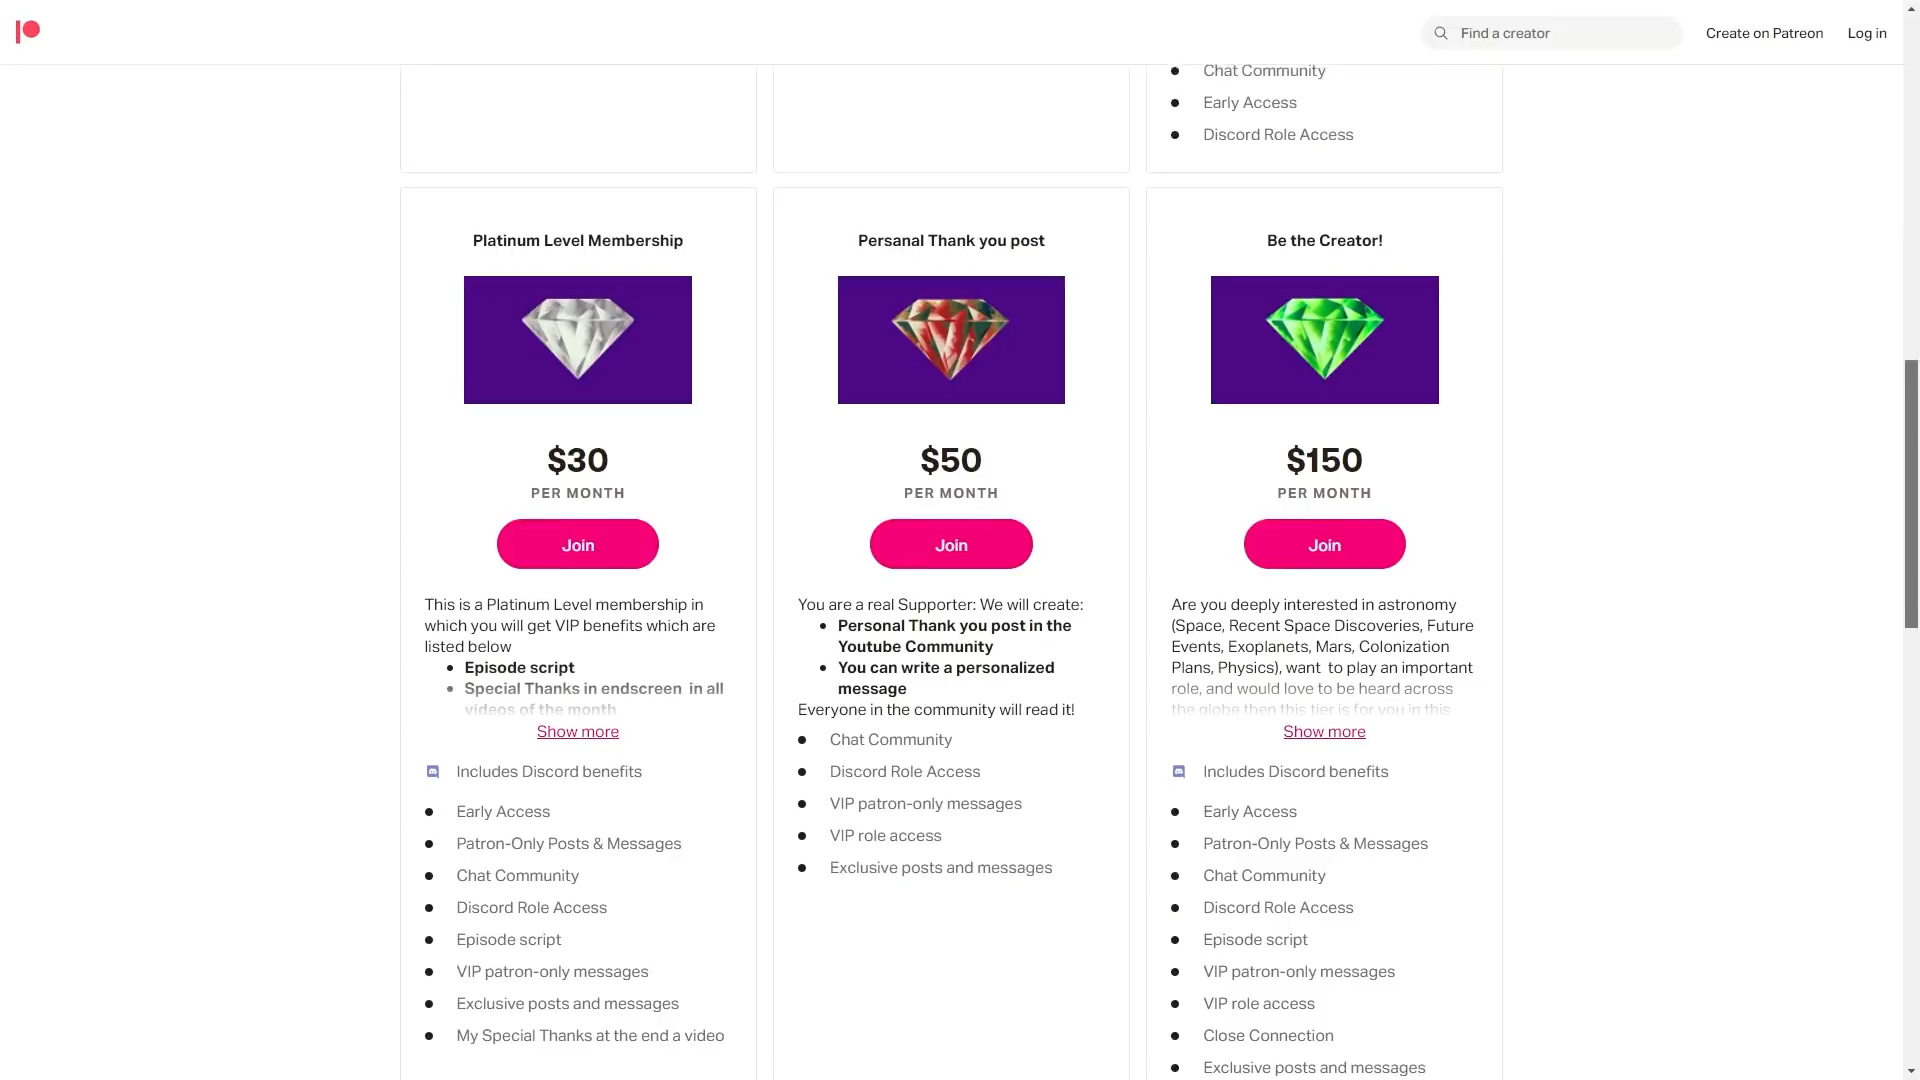 Find a creator
Create on Patreon
Log in
Chat Community
Early Access
Discord Role Access
Platinum Level Membership
$30
PER MONTH
Join
This is a Platinum Level membership in
which you will get VIP benefits which are
listed below
Episode script
Special Thanks in endscreen in all
videos of the month
Show more
Includes Discord benefits
Early Access
Patron-Only Posts & Messages
Chat Community
Discord Role Access
Episode script
VIP patron-only messages
Exclusive posts and messages
My Special Thanks at the end a video
Persanal Thank you post
$50
PER MONTH
Join
You are a real Supporter: We will create:
Personal Thank you post in the
Youtube Community
You can write a personalized
message
Everyone in the community will read it!
Chat Community
Discord Role Access
VIP patron-only messages
VIP role access
Exclusive posts and messages
Be the Creator!
$150
PER MONTH
Join
Are you deeply interested in astronomy
(Space, Recent Space Discoveries, Future
Events, Exoplanets, Mars, Colonization
Plans, Physics), want to play an important
role, and would love to be heard across
the globe then this tier is for you in this
Show more
Includes Discord benefits
Early Access
Patron-Only Posts & Messages
Chat Community
Discord Role Access
Episode script
VIP patron-only messages
VIP role access
Close Connection
Exclusive posts and messages